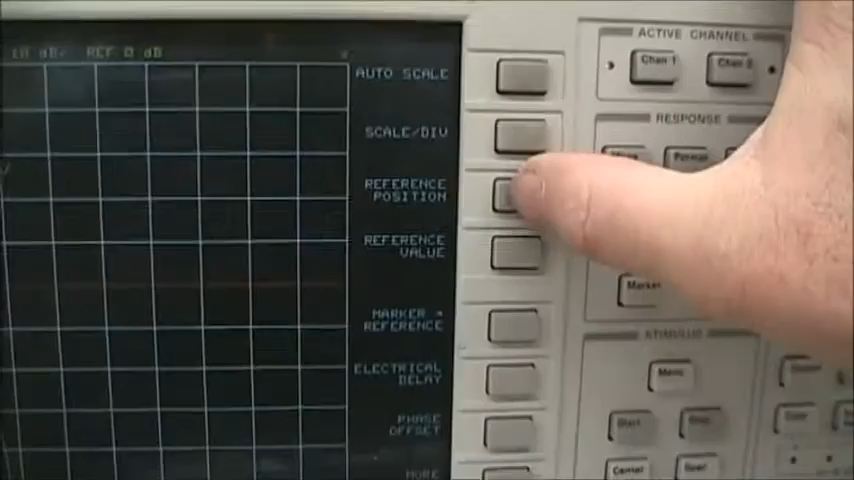 10 dB/ REF 0 dB
AUTO SCALE
SCALE/DIV
REFERENCE
POSITION
REFERENCE
VALUE
MARKER →
REFERENCE
ELECTRICAL
DELAY
PHASE
OFFSET
MORE
ACTIVE CHANNEL
Chan 1
Chan 2
RESPONSE
Format
Marker
STIMULUS
Menu
Start
Stop
Center
Span